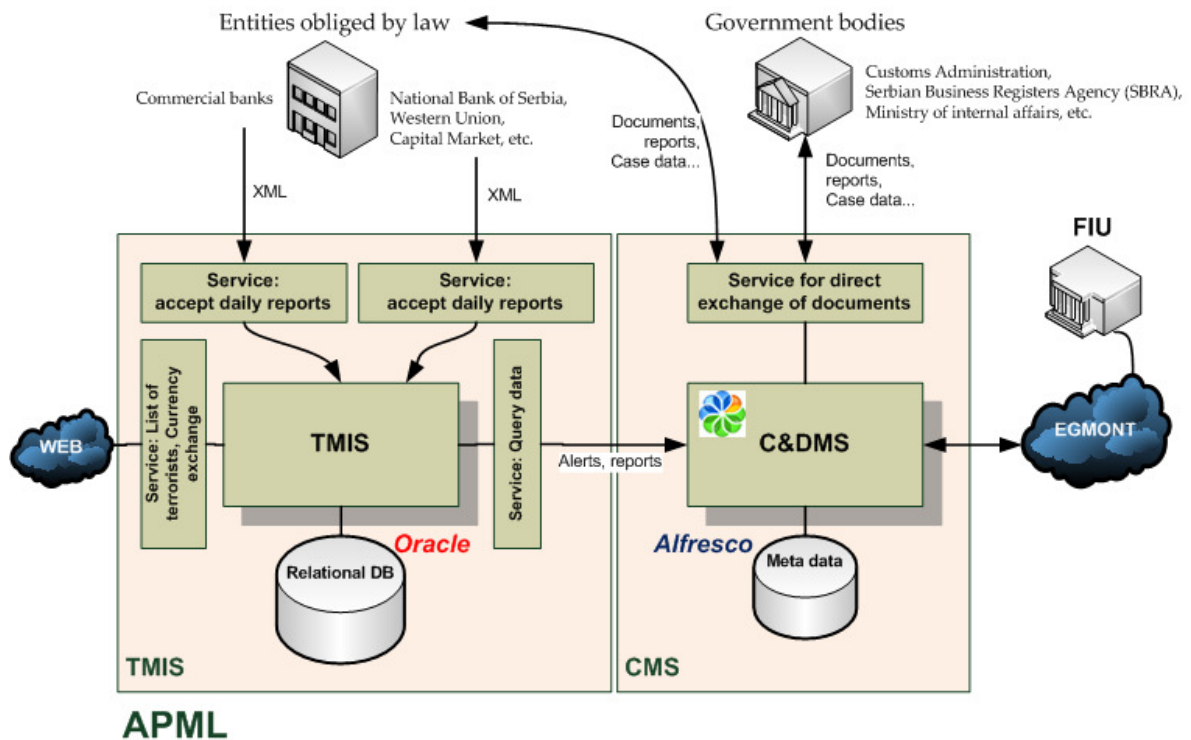 Entities obliged by law
Government bodies
Commercial banks
National Bank of Serbia,
Western Union,
Capital Market, etc.
Customs Administration,
Serbian Business Registers Agency (SBRA),
Ministry of internal affairs, etc.
Documents,
reports,
Case data...
Documents,
reports,
Case data...
XML
XML
FIU
Service:
accept daily reports
Service:
accept daily reports
Service for direct
exchange of documents
WEB
Service: List of
terrorists, Currency
exchange
TMIS
Service: Query data
Alerts, reports
C&DMS
EGMONT
Oracle
Alfresco
Relational DB
Meta data
TMIS
CMS
APML